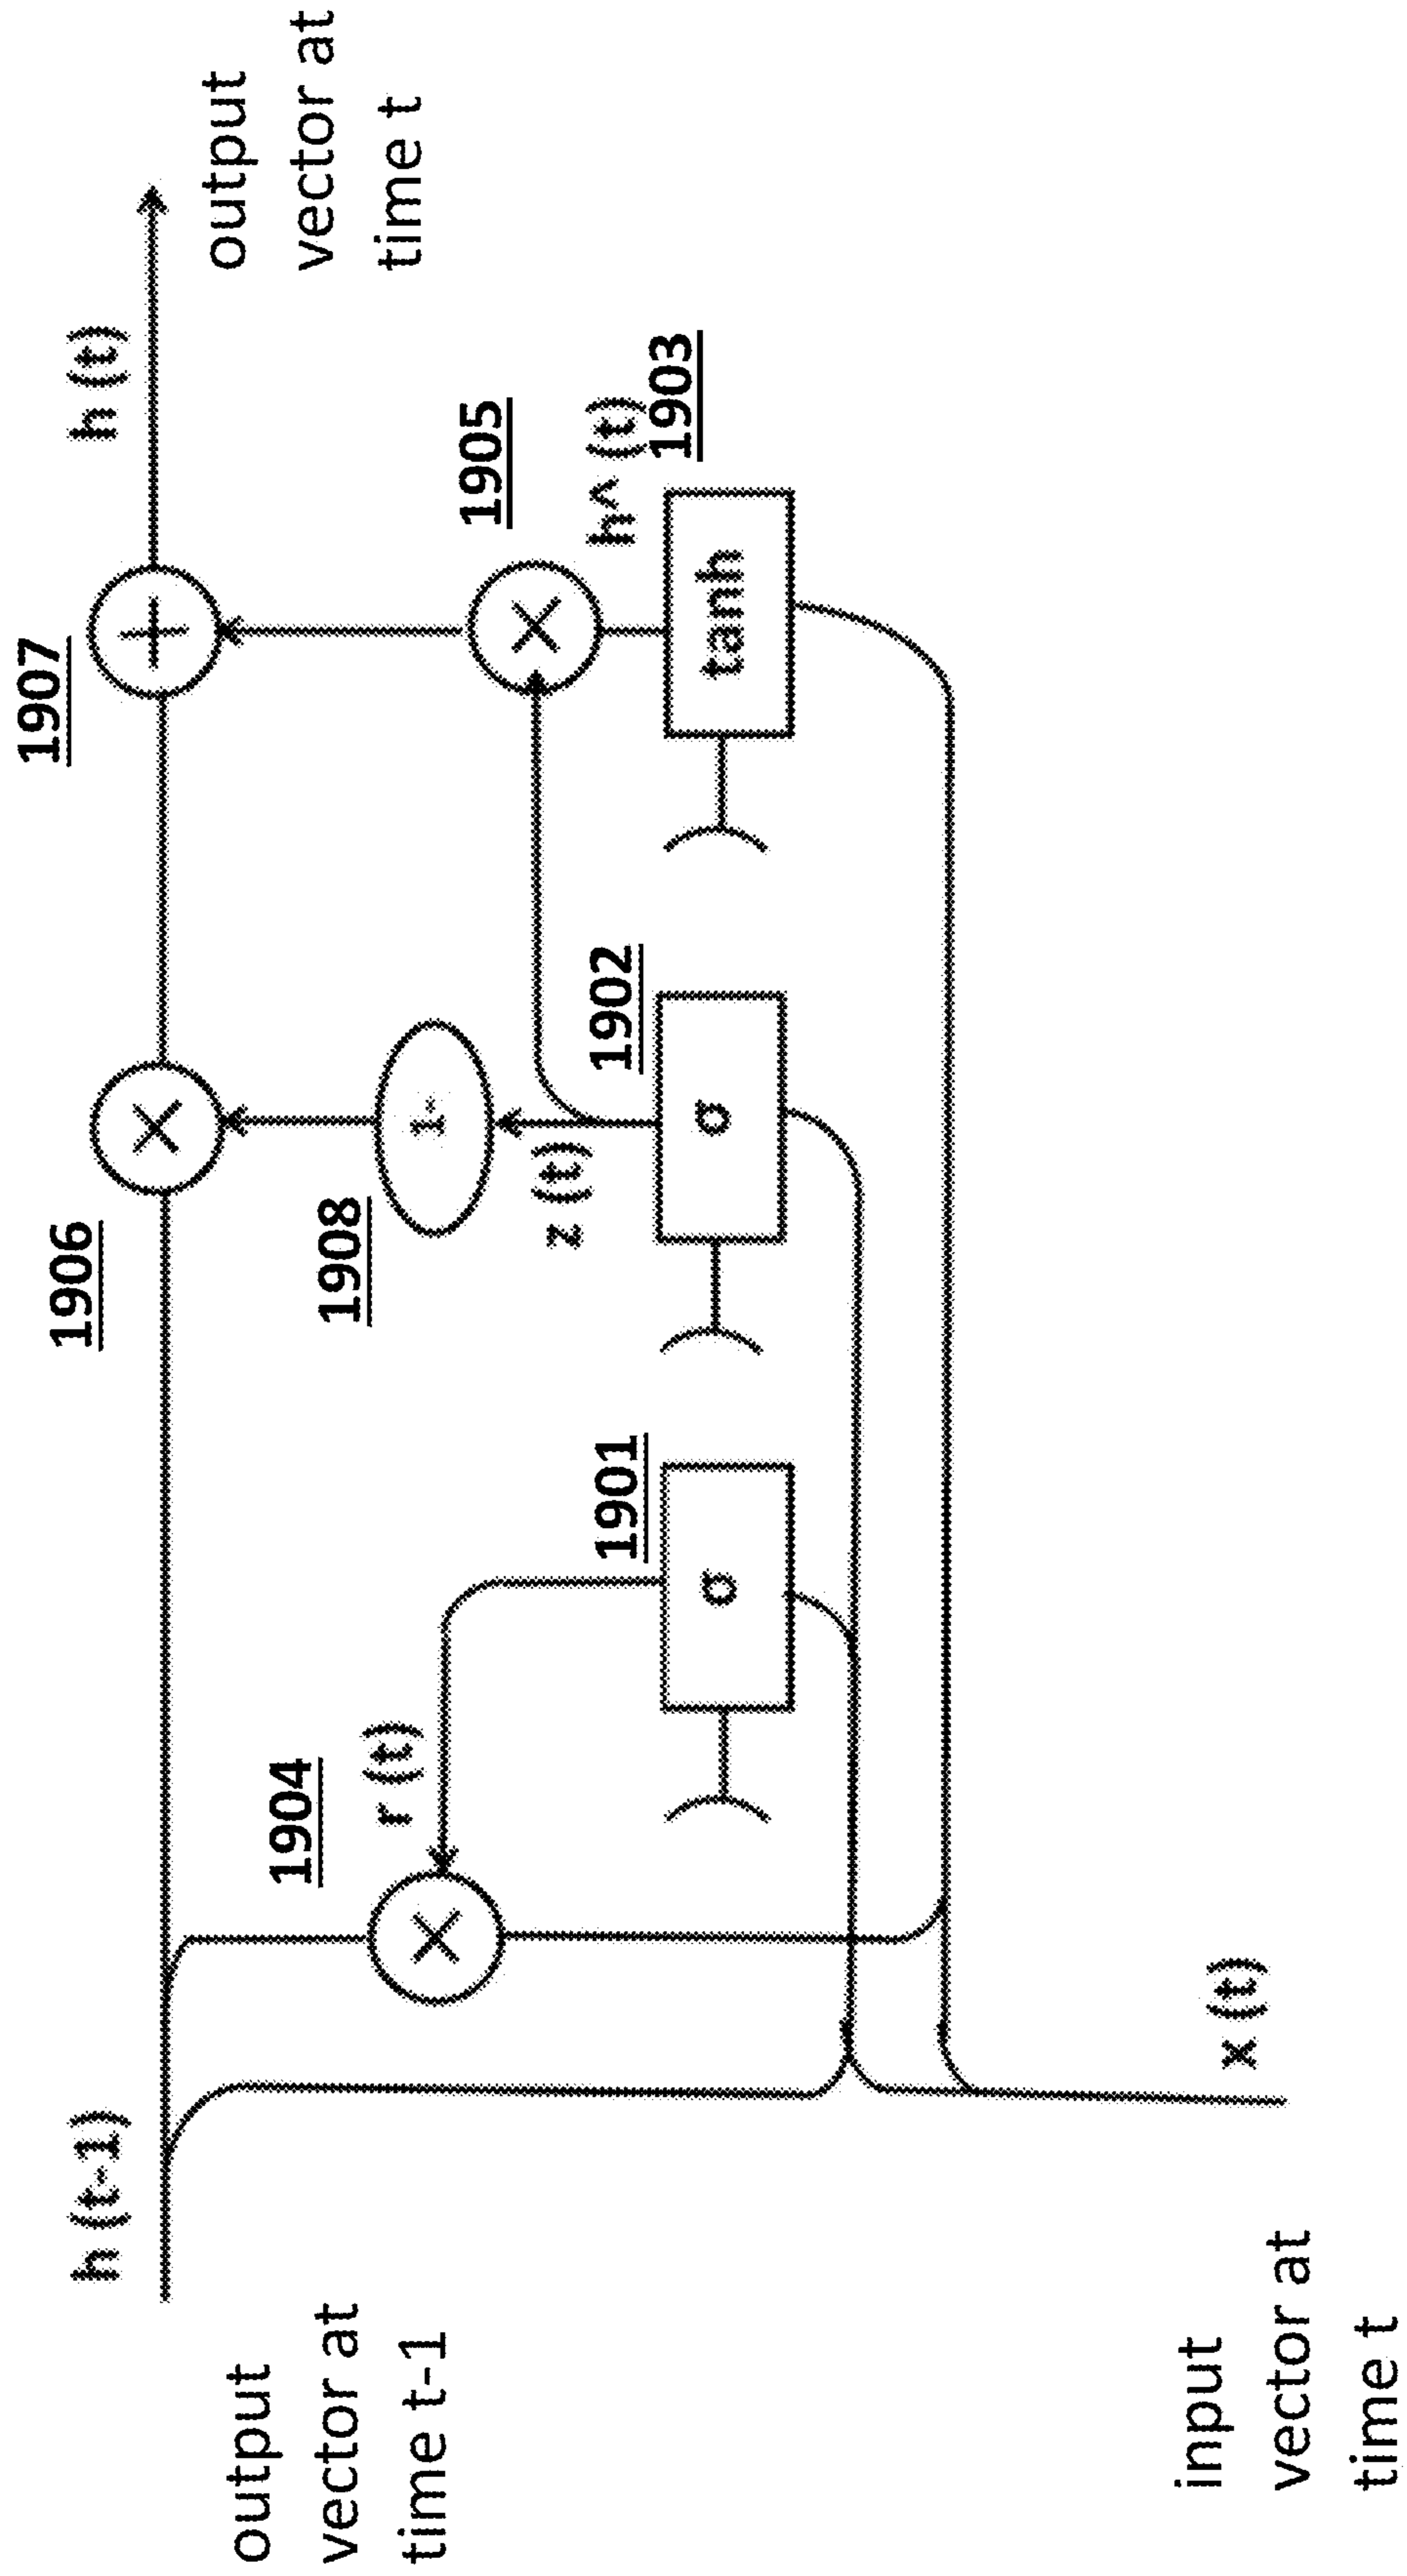 h (t-1)
output
vector at
time t-1
1906
1907
h (t)
output
vector at
time t
×
+
1904
×
r (t)
1908
1-
z (t)
1905
×
h^ (t)
1901
σ
1902
σ
1903
tanh
x (t)
input
vector at
time t